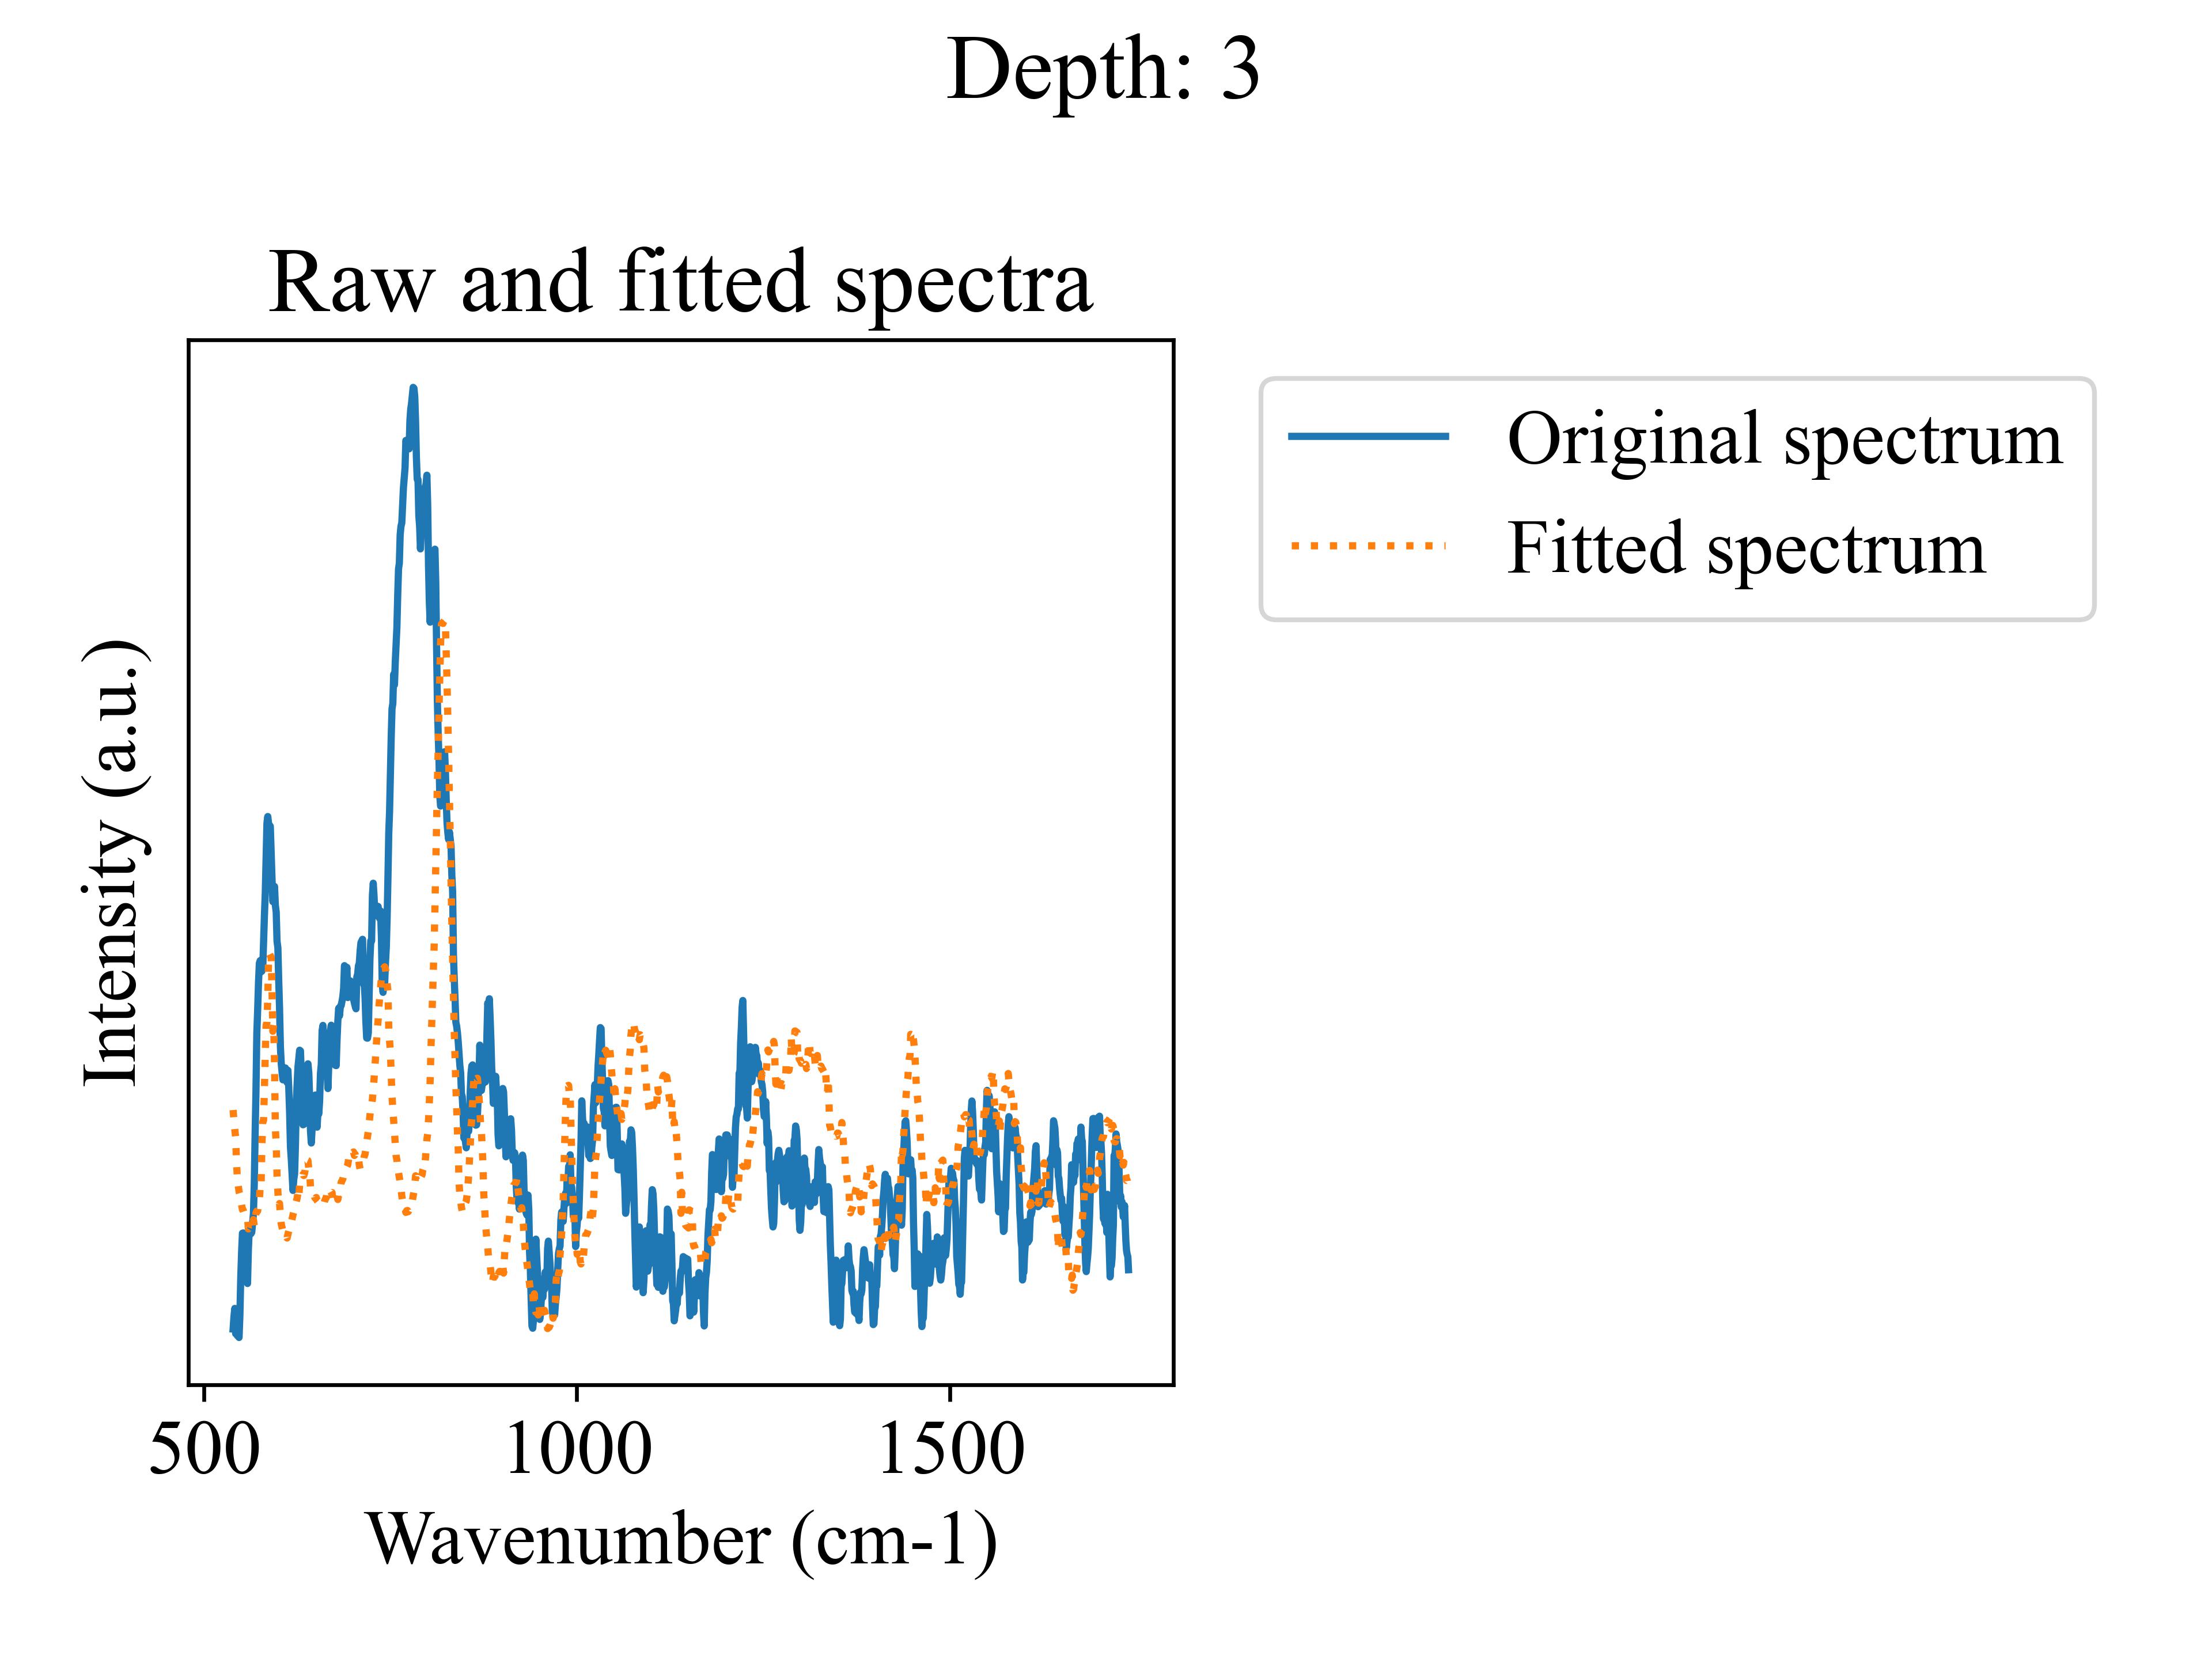 Depth: 3
Raw and fitted spectra
Original spectrum
Fitted spectrum
Intensity (a.u.)
500 1000 1500
Wavenumber (cm-1)